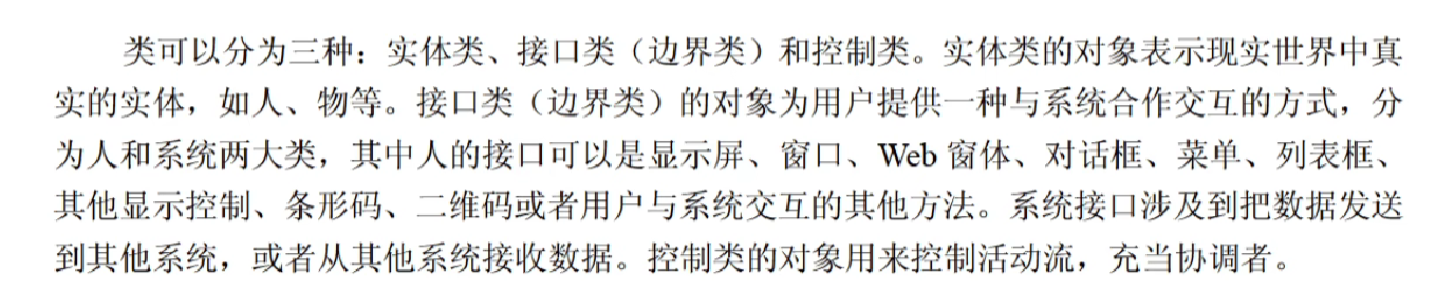 类可以分为三种：实体类、接口类（边界类）和控制类。实体类的对象表示现实世界中真
实的实体，如人、物等。接口类（边界类）的对象为用户提供一种与系统合作交互的方式，分
为人和系统两大类，其中人的接口可以是显示屏、窗口、Web 窗体、对话框、菜单、列表框、
其他显示控制、条形码、二维码或者用户与系统交互的其他方法。系统接口涉及到把数据发送
到其他系统，或者从其他系统接收数据。控制类的对象用来控制活动流，充当协调者。